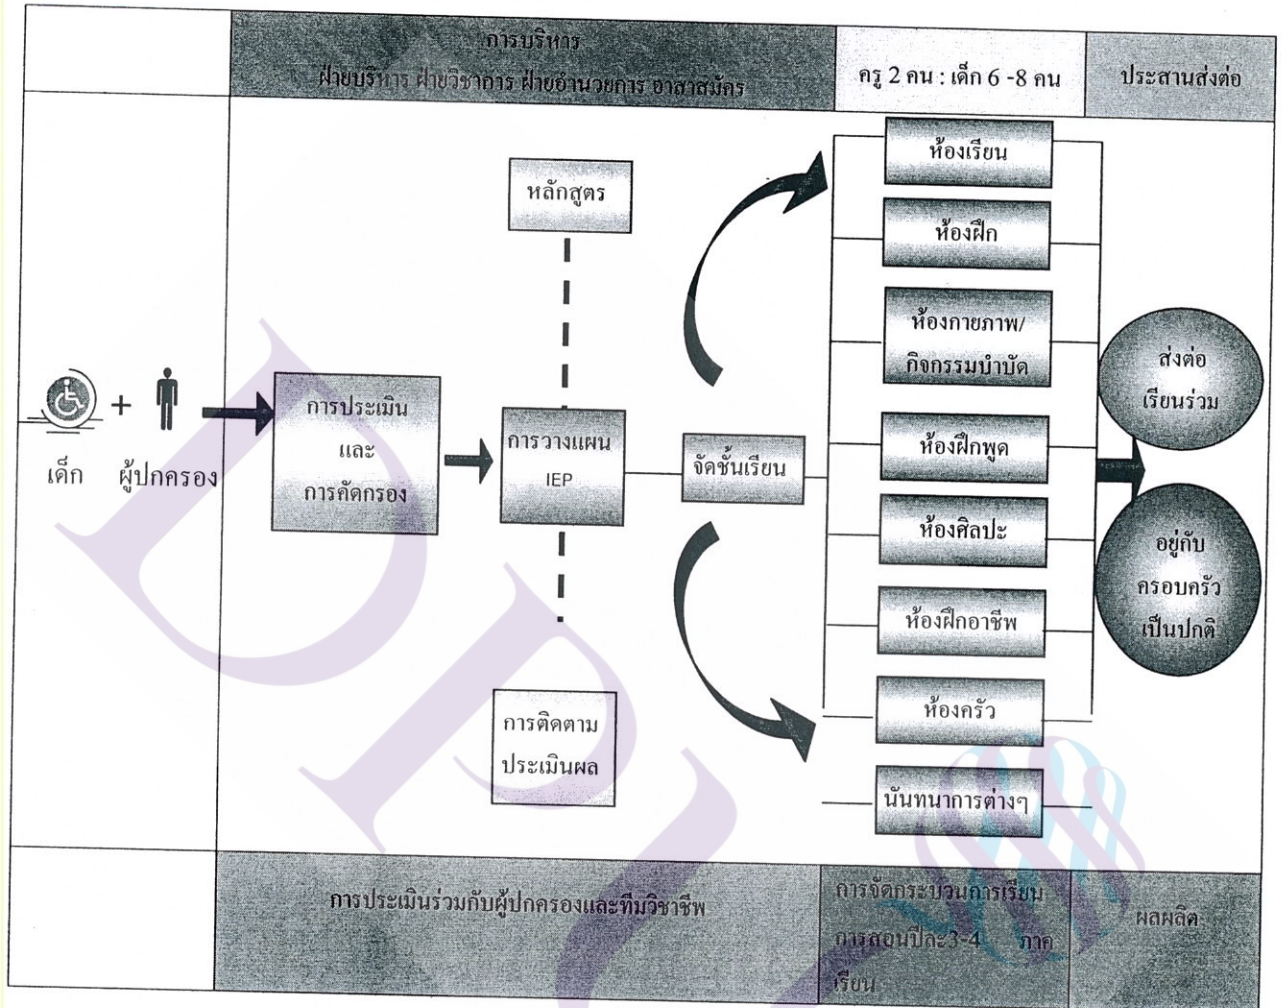 การบริหาร
ฝ่ายบริหาร ฝ่ายวิชาการ ฝ่ายอำนวยการ อาสาสมัคร
ครู 2 คน : เด็ก 6 -8 คน
ประสานส่งต่อ
หลักสูตร
ห้องเรียน
ห้องฝึก
ห้องกายภาพ/
กิจกรรมบำบัด
ส่งต่อ
เรียนร่วม
+
เด็ก
ผู้ปกครอง
การประเมิน
และ
การคัดกรอง
การวางแผน
IEP
จัดชั้นเรียน
ห้องฝึกพูด
ห้องศิลปะ
ห้องฝึกอาชีพ
ห้องครัว
นันทนาการต่างๆ
อยู่กับ
ครอบครัว
เป็นปกติ
การติดตาม
ประเมินผล
การประเมินร่วมกับผู้ปกครองและทีมวิชาชีพ
การจัดกระบวนการเรียน
การสอนปีละ3-4 ภาค
เรียน
ผลผลิต
DPU